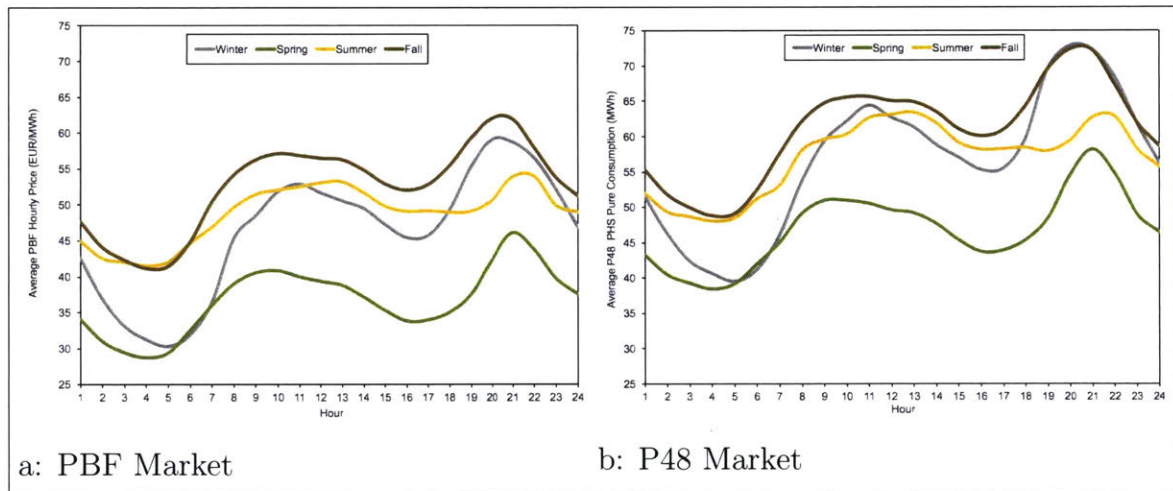 75
70
65
60
55
50
45
40
35
30
25
Average PBF Hourly Price (EUR/MWh)
Winter Spring Summer Fall
1 2 3 4 5 6 7 8 9 10 11 12 13 14 15 16 17 18 19 20 21 22 23 24
Hour
a: PBF Market
75
70
65
60
55
50
45
40
35
30
25
Average P48 PHS Pure Consumption (MWh)
Winter Spring Summer Fall
1 2 3 4 5 6 7 8 9 10 11 12 13 14 15 16 17 18 19 20 21 22 23 24
Hour
b: P48 Market